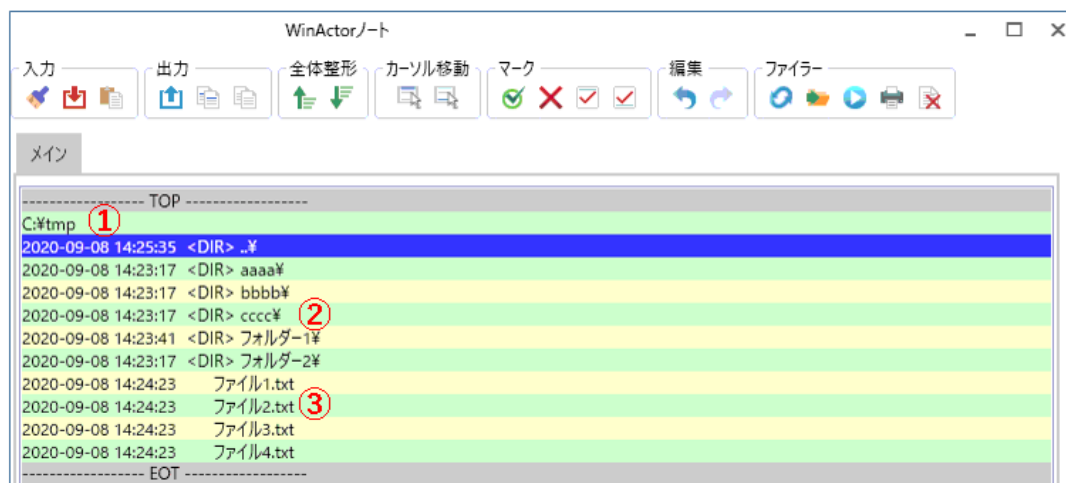 WinActorノート
入力 出力 全体整形 カーソル移動 マーク 編集 ファイラー
メイン
------------------ TOP ------------------
C:¥tmp ①
2020-09-08 14:25:35 <DIR> ..¥
2020-09-08 14:23:17 <DIR> aaaa¥
2020-09-08 14:23:17 <DIR> bbbb¥
2020-09-08 14:23:17 <DIR> cccc¥ ②
2020-09-08 14:23:41 <DIR> フォルダー1¥
2020-09-08 14:23:17 <DIR> フォルダー2¥
2020-09-08 14:24:23 ファイル1.txt
2020-09-08 14:24:23 ファイル2.txt ③
2020-09-08 14:24:23 ファイル3.txt
2020-09-08 14:24:23 ファイル4.txt
------------------ EOT ------------------